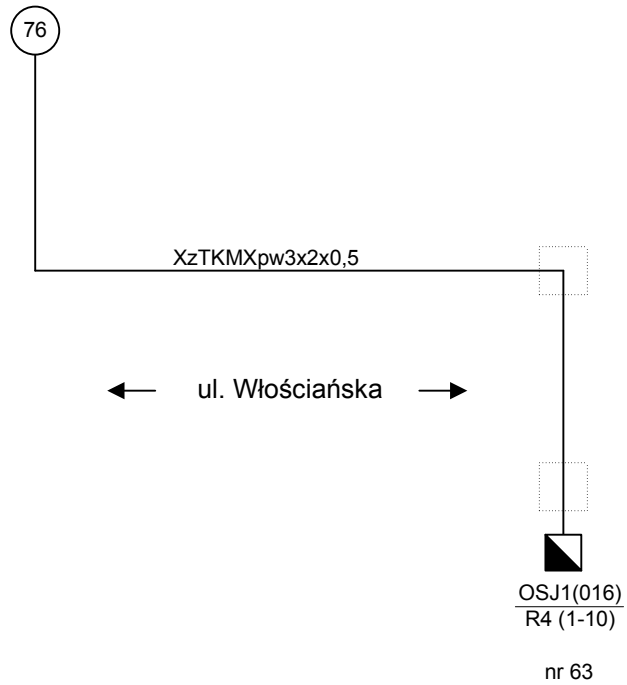 76
XzTKMXpw3x2x0,5
ul. Włościańska
OSJ1(016)
R4 (1-10)
nr 63